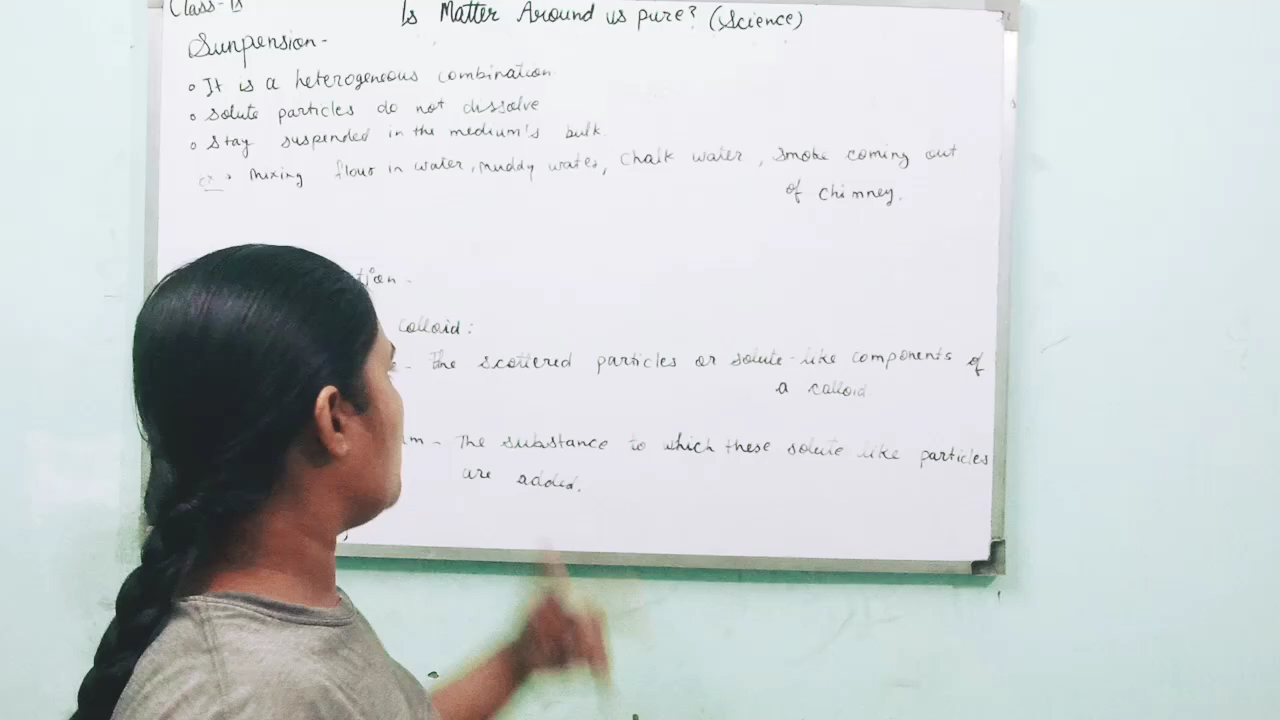 Class-IX
Is Matter Around us pure? (Science)
Sunpension-
It is a heterogeneous combination.
solute particles do not dissolve
stay suspended in the medium's bulk.
ex → Mixing flour in water, muddy wates, Chalk water, smoke coming out
of chimney.
colloid:
- The scattered particles or solute-like components of
a colloid.
- The substance to which these solute like particles
are added.